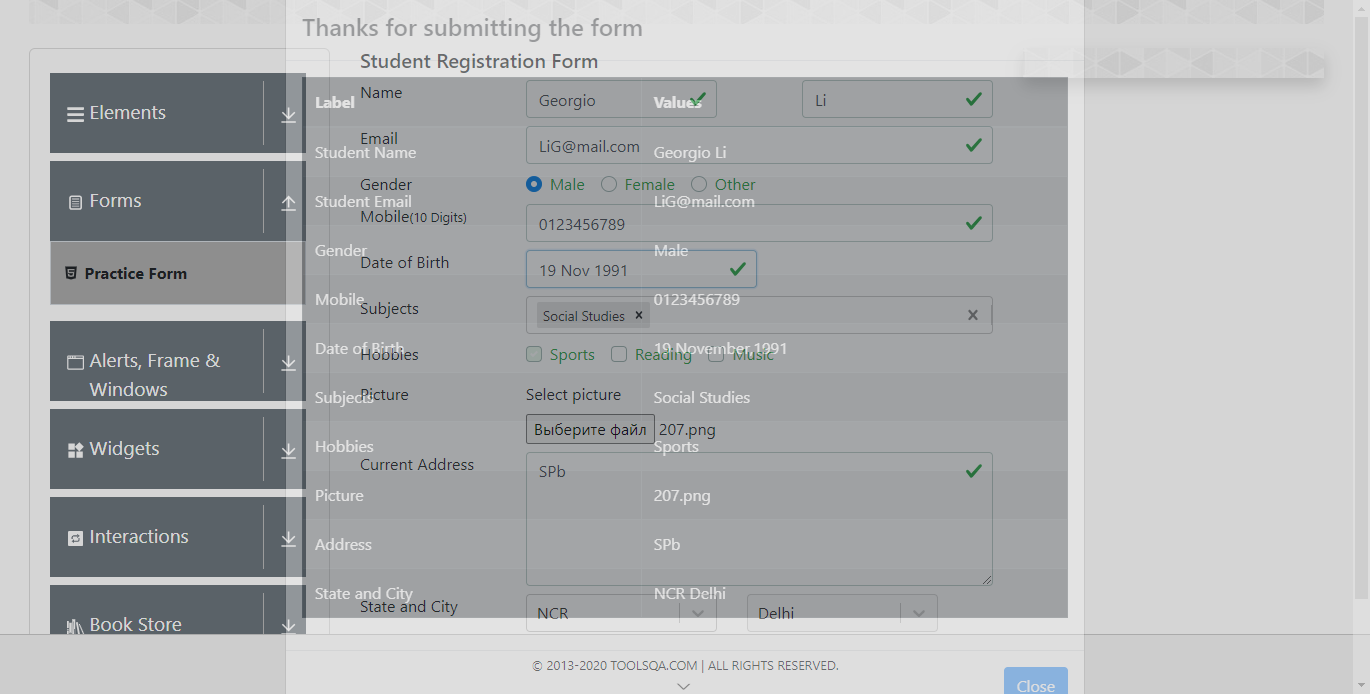 Thanks for submitting the form
Student Registration Form
Elements
Forms
Practice Form
Alerts, Frame &
Windows
Widgets
Interactions
Book Store
Name Georgio Li
Email LiG@mail.com
Gender Male Female Other
Mobile(10 Digits) 0123456789
Date of Birth 19 Nov 1991
Subjects Social Studies
Hobbies Sports Reading Music
Picture Select picture
Выберите файл 207.png
Current Address SPb
State and City NCR Delhi
Label Values
Student Name Georgio Li
Student Email LiG@mail.com
Gender Male
Mobile 0123456789
Date of Birth 19 November,1991
Subjects Social Studies
Hobbies Sports
Picture 207.png
Address SPb
State and City NCR Delhi
© 2013-2020 TOOLSQA.COM | ALL RIGHTS RESERVED.
Close